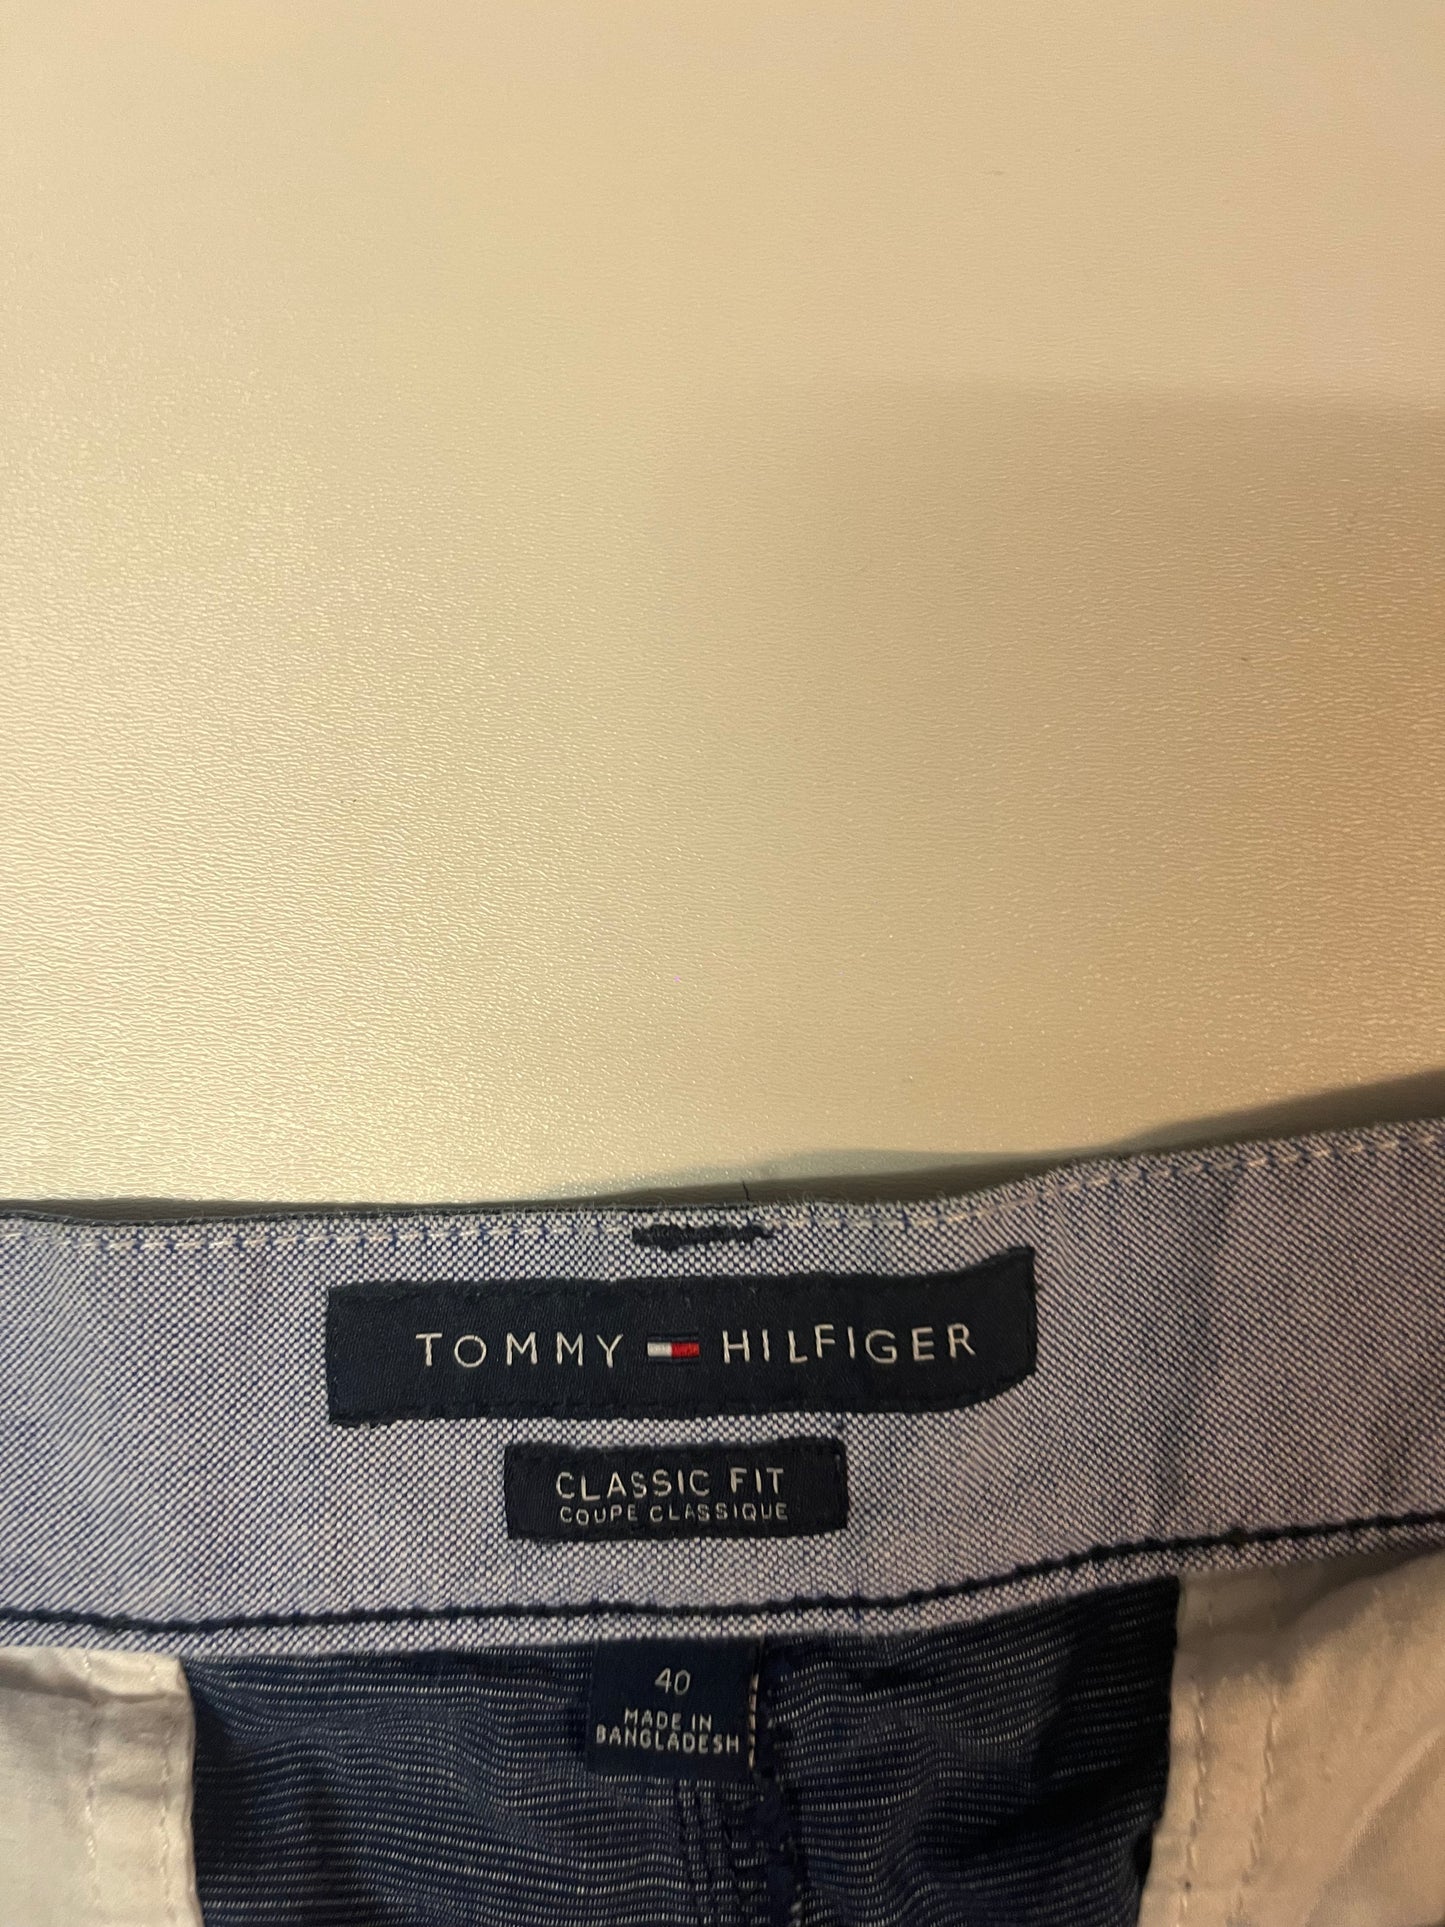 TOMMY HILFIGER
CLASSIC FIT
COUPE CLASSIQUE
40
MADE IN
BANGLADESH